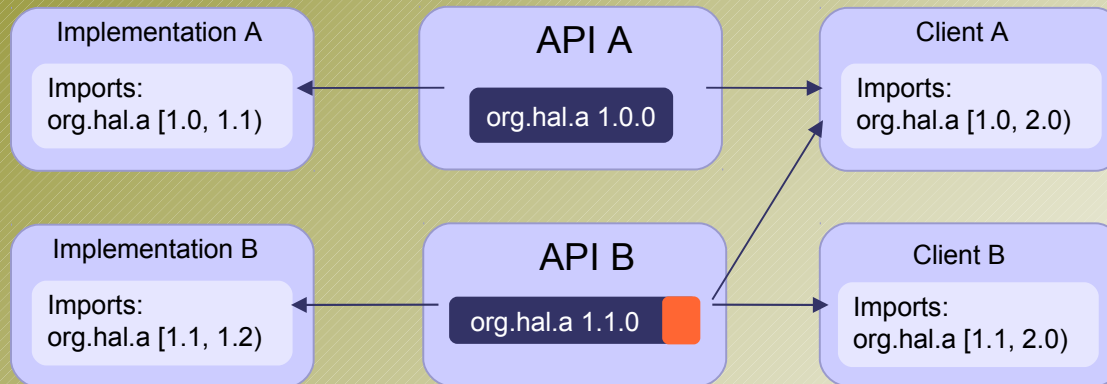 Implementation A
Imports:
org.hal.a [1.0, 1.1)
API A
org.hal.a 1.0.0
Client A
Imports:
org.hal.a [1.0, 2.0)
Implementation B
Imports:
org.hal.a [1.1, 1.2)
API B
org.hal.a 1.1.0
Client B
Imports:
org.hal.a [1.1, 2.0)